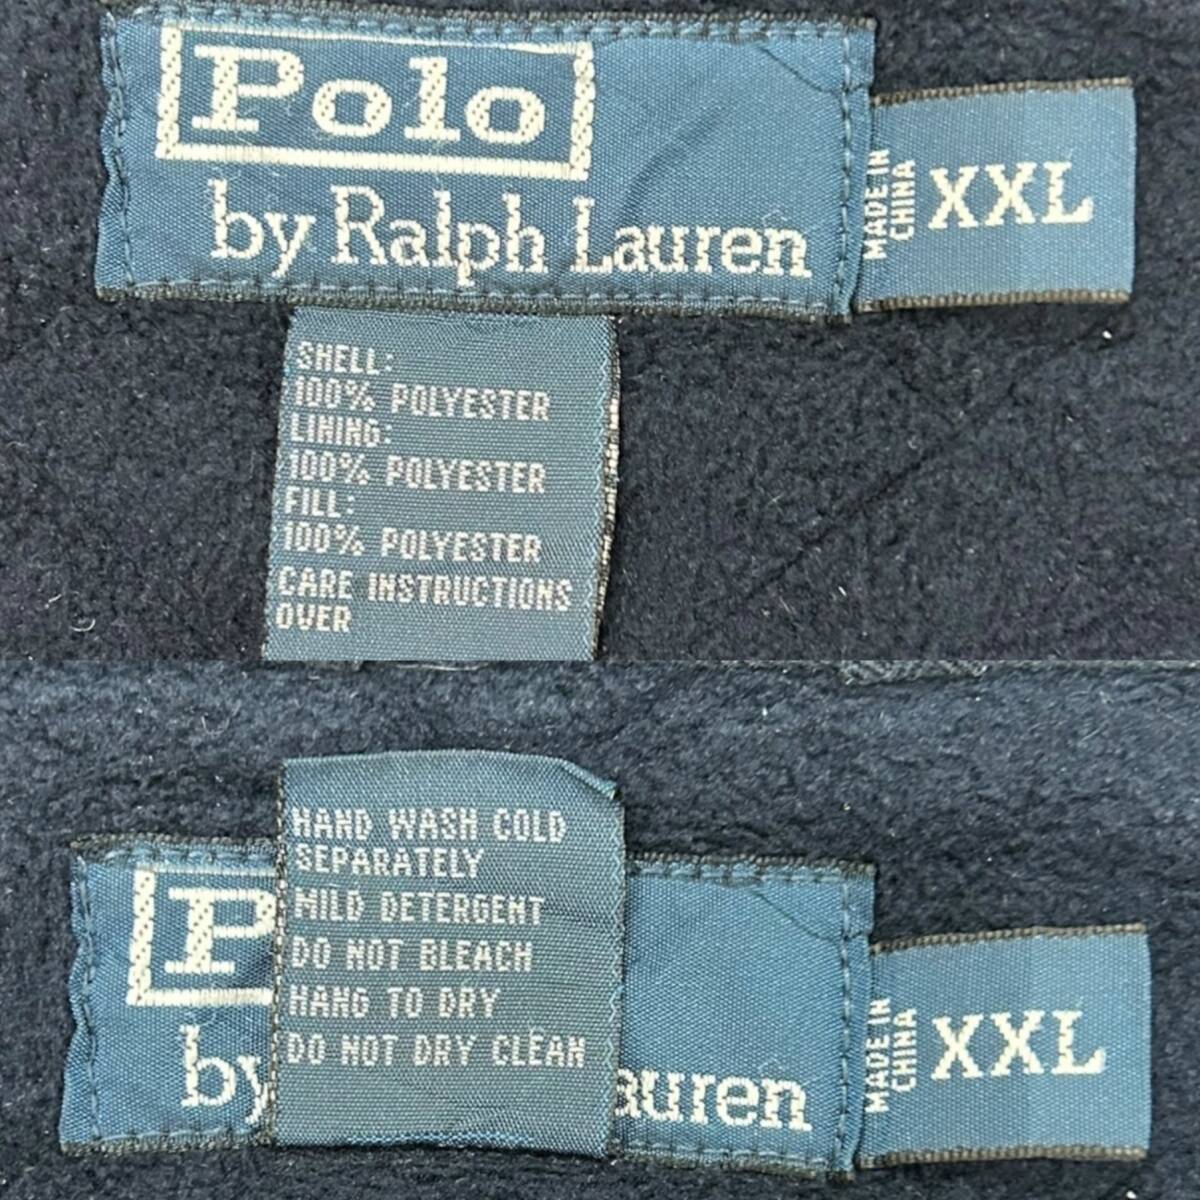 Polo
by Ralph Lauren
MADE IN
CHINA
XXL
SHELL:
100% POLYESTER
LINING:
100% POLYESTER
FILL:
100% POLYESTER
CARE INSTRUCTIONS
OVER
HAND WASH COLD
SEPARATELY
MILD DETERGENT
DO NOT BLEACH
HANG TO DRY
DO NOT DRY CLEAN
P
by auren
MADE IN
CHINA
XXL